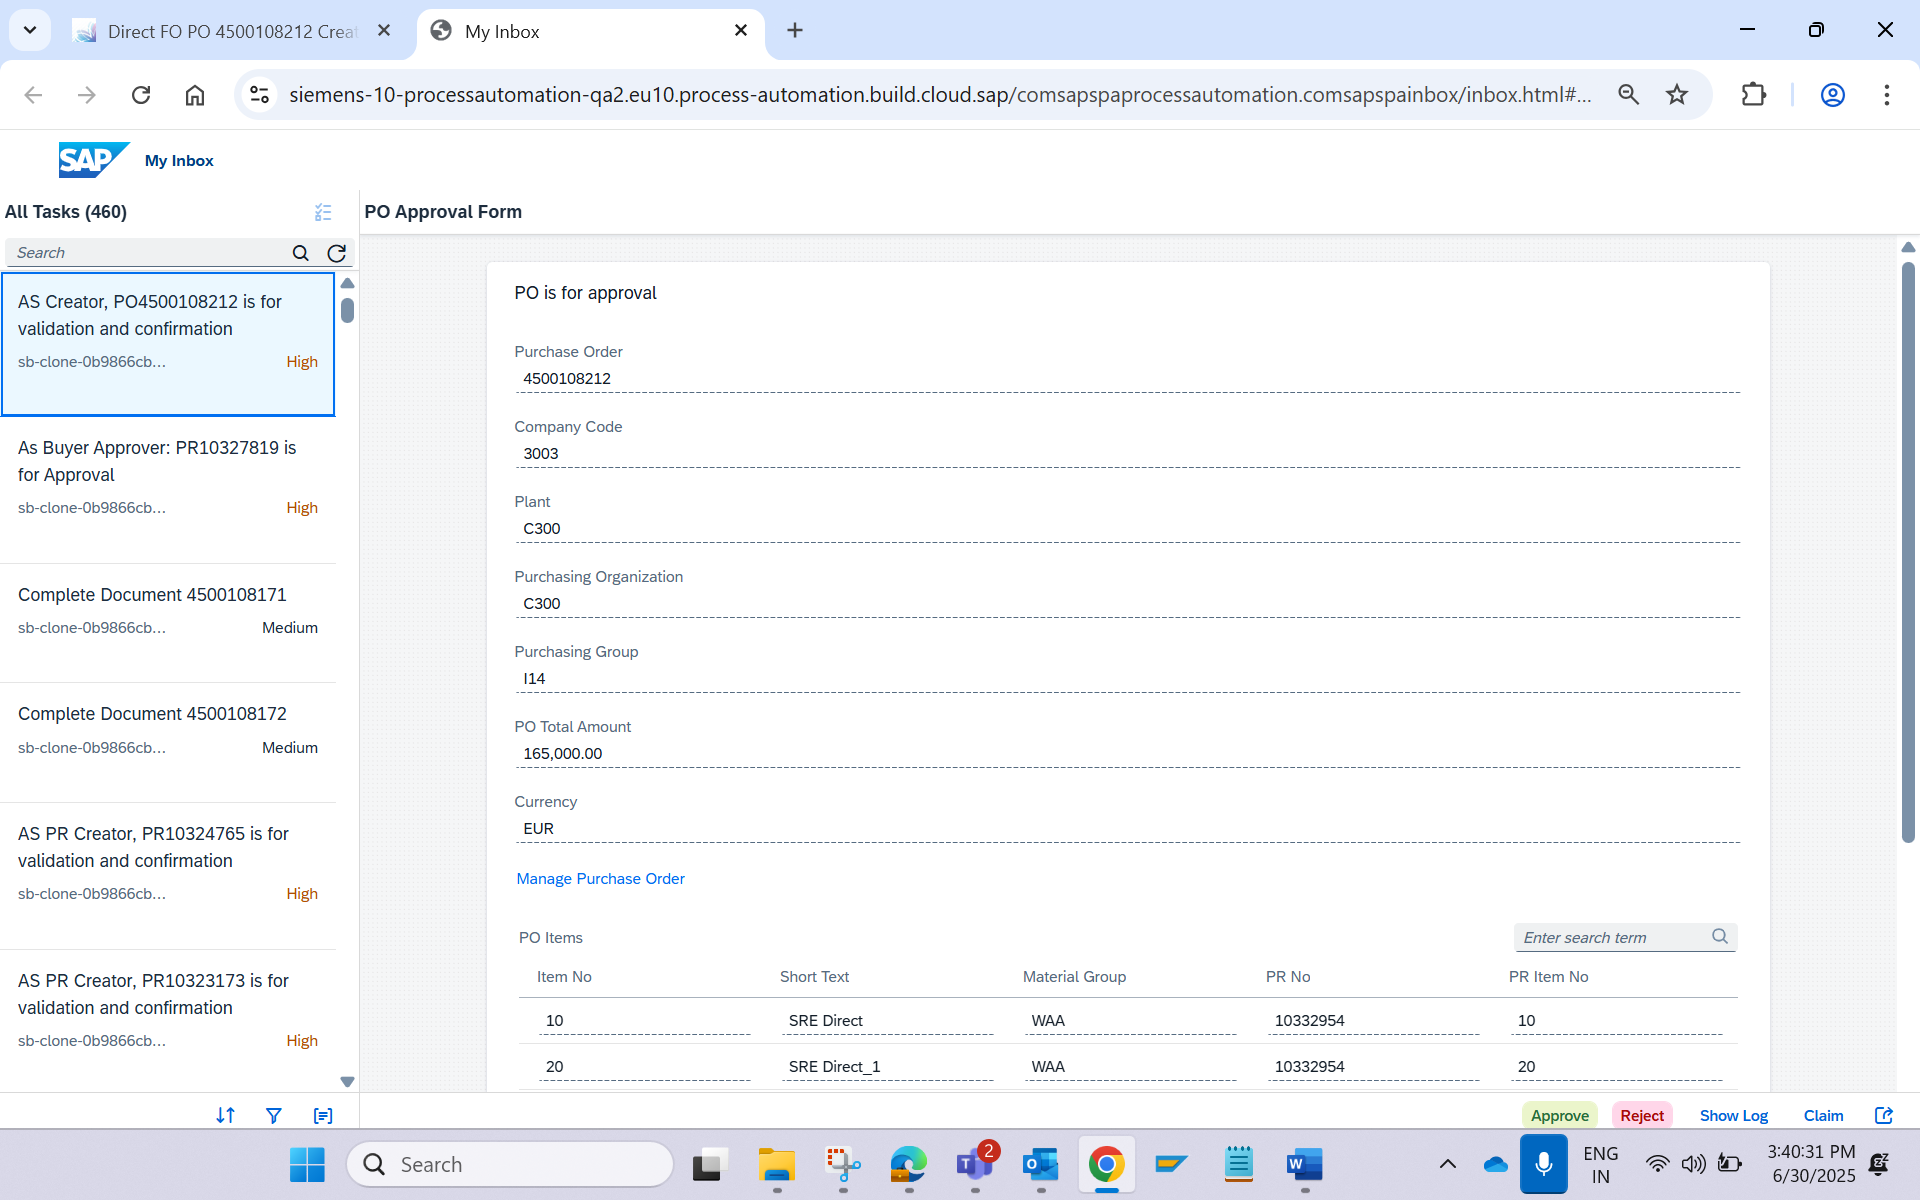 Direct FO PO 4500108212 Creat
My Inbox
siemens-10-processautomation-qa2.eu10.process-automation.build.cloud.sap/comsapspaprocessautomation.comsapspainbox/inbox.html#...
SAP My Inbox
All Tasks (460)
Search
AS Creator, PO4500108212 is for
validation and confirmation
sb-clone-0b9866cb... High
As Buyer Approver: PR10327819 is
for Approval
sb-clone-0b9866cb... High
Complete Document 4500108171
sb-clone-0b9866cb... Medium
Complete Document 4500108172
sb-clone-0b9866cb... Medium
AS PR Creator, PR10324765 is for
validation and confirmation
sb-clone-0b9866cb... High
AS PR Creator, PR10323173 is for
validation and confirmation
sb-clone-0b9866cb... High
PO Approval Form
PO is for approval
Purchase Order
4500108212
Company Code
3003
Plant
C300
Purchasing Organization
C300
Purchasing Group
I14
PO Total Amount
165,000.00
Currency
EUR
Manage Purchase Order
PO Items
Enter search term
Item No Short Text Material Group PR No PR Item No
10 SRE Direct WAA 10332954 10
20 SRE Direct_1 WAA 10332954 20
Approve Reject Show Log Claim
Search
2
ENG
IN
3:40:31 PM
6/30/2025